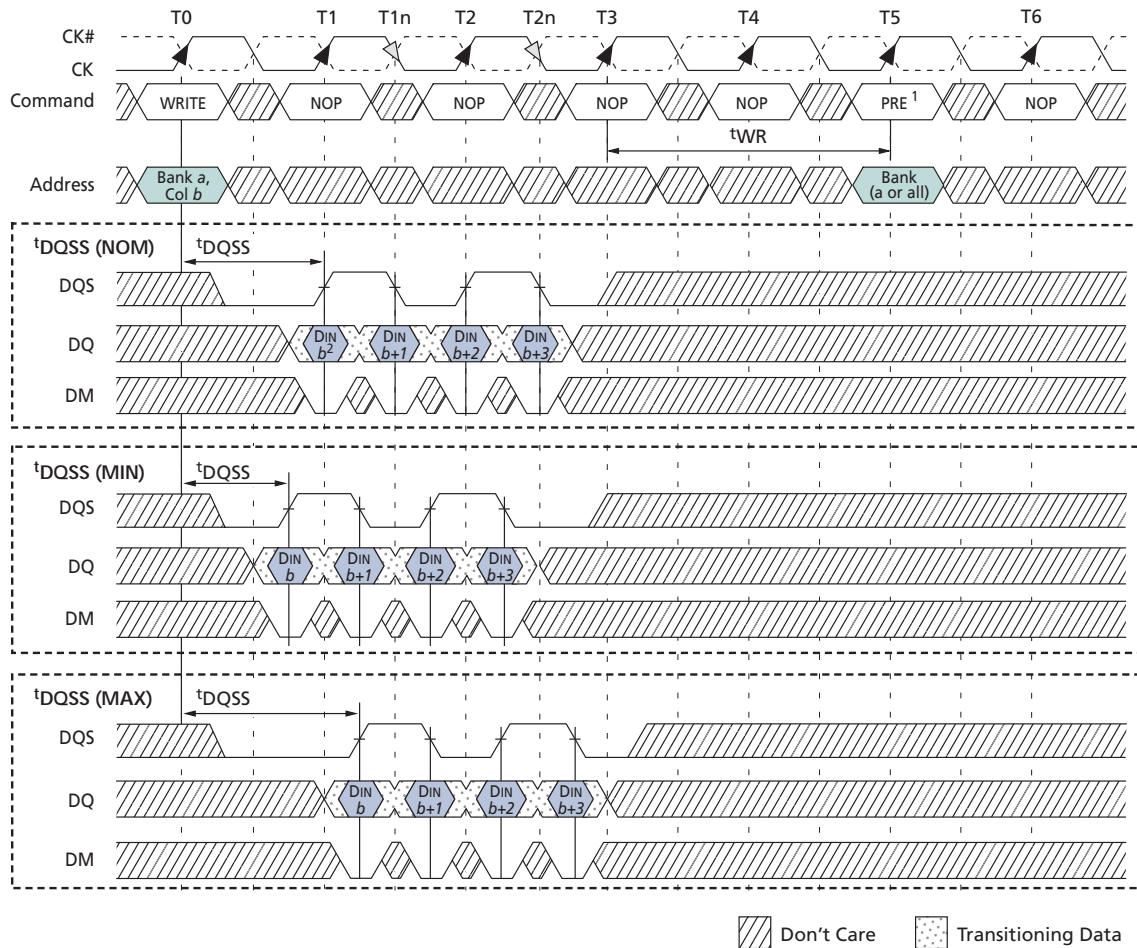 T0 T1 T1n T2 T2n T3 T4 T5 T6
CK#
CK
Command WRITE NOP NOP NOP NOP PRE 1 NOP
tWR
Address Bank a, Col b Bank (a or all)
tDQSS (NOM) tDQSS
DQS
DQ DIN b2 DIN b+1 DIN b+2 DIN b+3
DM
tDQSS (MIN) tDQSS
DQS
DQ DIN b DIN b+1 DIN b+2 DIN b+3
DM
tDQSS (MAX) tDQSS
DQS
DQ DIN b DIN b+1 DIN b+2 DIN b+3
DM
Don't Care Transitioning Data